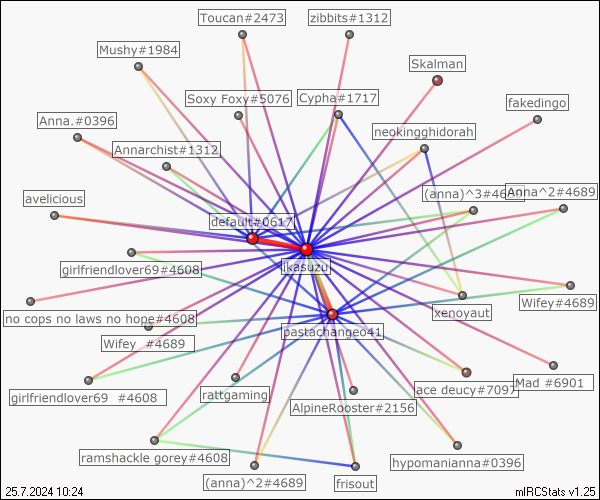 Toucan#2473
zibbits#1312
Mushy#1984
Skalman
Soxy Foxy#5076
Cypha#1717
fakedingo
Anna.#0396
neokingghidorah
Annarchist#1312
(anna)^3#46
Anna^2#4689
avelicious
default#0617
girlfriendlover69#4608
ikasuzu
no cops no laws no hope#4608
xenoyaut
Wifey#4689
Wifey_#4689
pastachangeo41
girlfriendlover69 #4608
rattgaming
ace deucy#7097
Mad #6901
AlpineRooster#2156
ramshackle gorey#4608
hypomanianna#0396
(anna)^2#4689
frisout
25.7.2024 10:24
mIRCStats v1.25